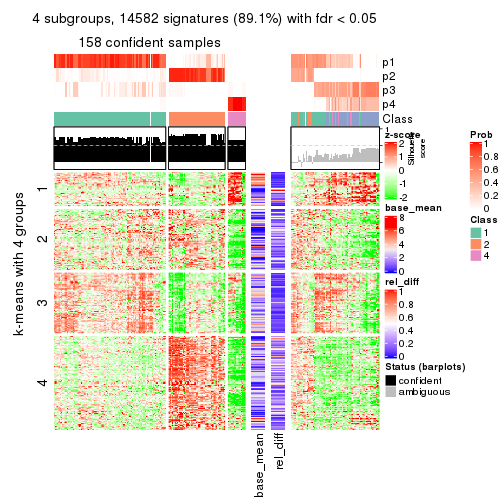 4 subgroups, 14582 signatures (89.1%) with fdr < 0.05
158 confident samples
p1
p2
p3
p4
Class
1
Silhouette
score
k-means with 4 groups
1
2
3
4
base_mean
rel_diff
z-score
2
1
0
-1
-2
base_mean
8
6
4
2
0
rel_diff
1
0.8
0.6
0.4
0.2
0
Status (barplots)
confident
ambiguous
Prob
1
0.8
0.6
0.4
0.2
0
Class
1
2
4